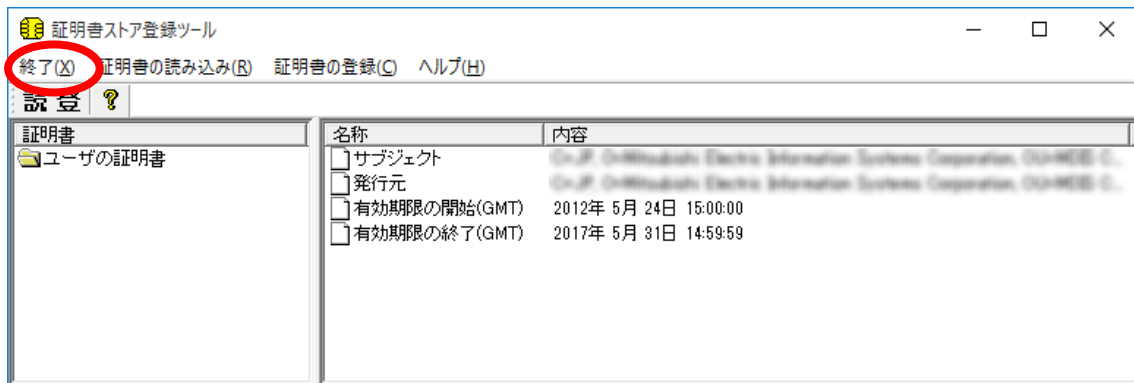 証明書ストア登録ツール
終了(X) 証明書の読み込み(R) 証明書の登録(C) ヘルプ(H)
読 登 ?
証明書 名称 内容
ユーザの証明書 サブジェクト
発行元
有効期限の開始(GMT) 2012年 5月 24日 15:00:00
有効期限の終了(GMT) 2017年 5月 31日 14:59:59